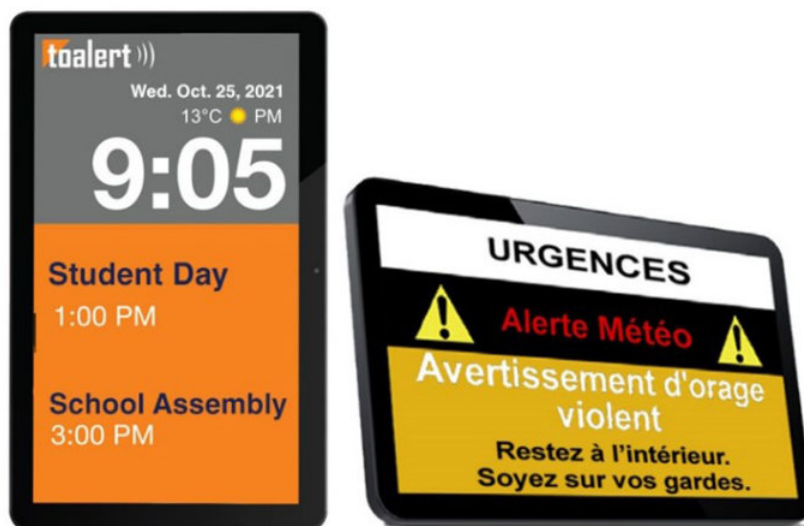 toalert
Wed. Oct. 25, 2021
13°C PM
9:05
Student Day
1:00 PM
School Assembly
3:00 PM
URGENCES
Alerte Météo
Avertissement d'orage
violent
Restez à l'intérieur.
Soyez sur vos gardes.